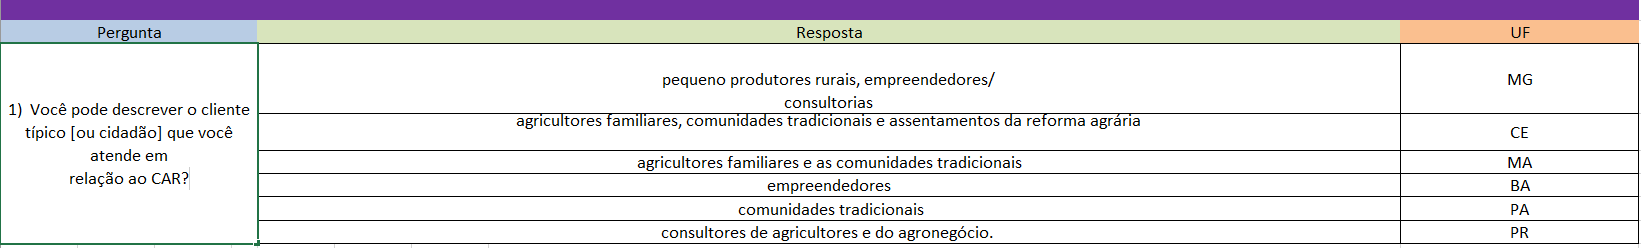 Pergunta Resposta UF
1) Você pode descrever o cliente
típico [ou cidadão] que você
atende em
relação ao CAR?
pequeno produtores rurais, empreendedores/
consultorias
MG
agricultores familiares, comunidades tradicionais e assentamentos da reforma agrária
CE
agricultores familiares e as comunidades tradicionais MA
empreendedores BA
comunidades tradicionais PA
consultores de agricultores e do agronegócio. PR